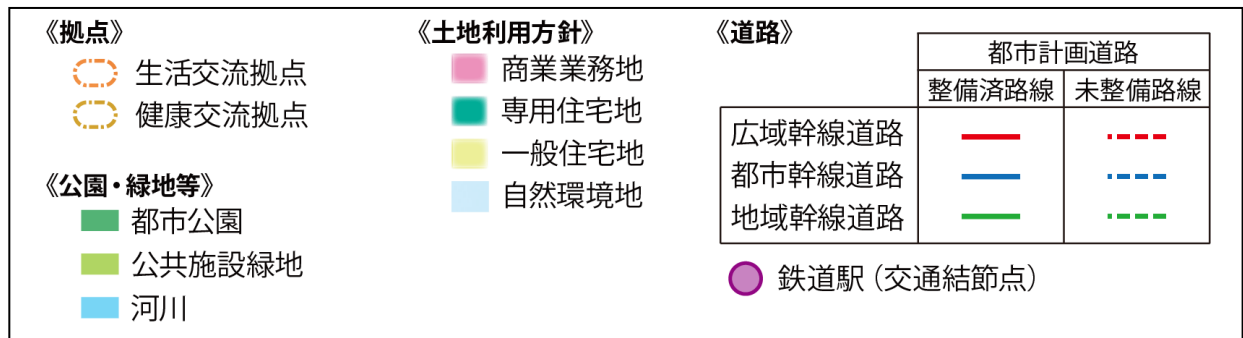 《拠点》
生活交流拠点
健康交流拠点
《公園・緑地等》
都市公園
公共施設緑地
河川
《土地利用方針》
商業業務地
専用住宅地
一般住宅地
自然環境地
《道路》
都市計画道路
整備済路線 未整備路線
広域幹線道路
都市幹線道路
地域幹線道路
鉄道駅（交通結節点）